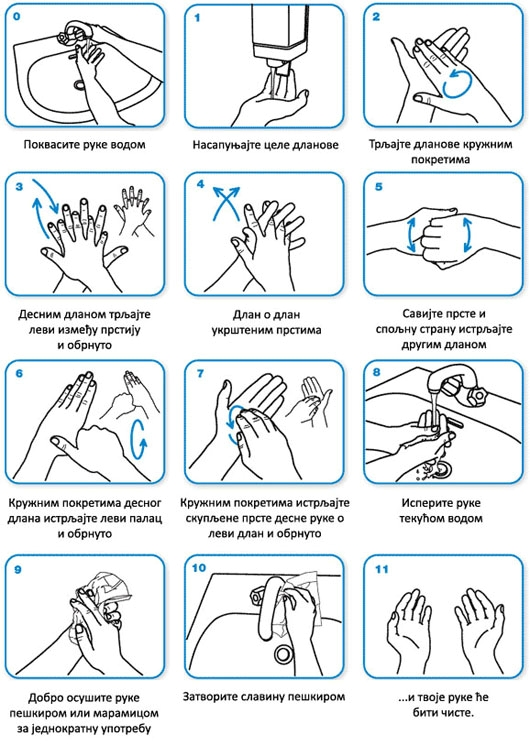 0
Поквасите руке водом
1
Насапуњајте целе дланове
2
Трљајте дланове кружним
покретима
3
Десним дланом трљајте
леви између прстију
и обрнуто
4
Длан о длан
укрштеним прстима
5
Савијте прсте и
спољну страну истрљајте
другим дланом
6
Кружним покретима десног
длана истрљајте леви палац
и обрнуто
7
Кружним покретима истрљајте
скупљене прсте десне руке о
леви длан и обрнуто
8
Исперите руке
текућом водом
9
Добро осушите руке
пешкиром или марамицом
за једнократну употребу
10
Затворите славину пешкиром
11
...и твоје руке ће
бити чисте.